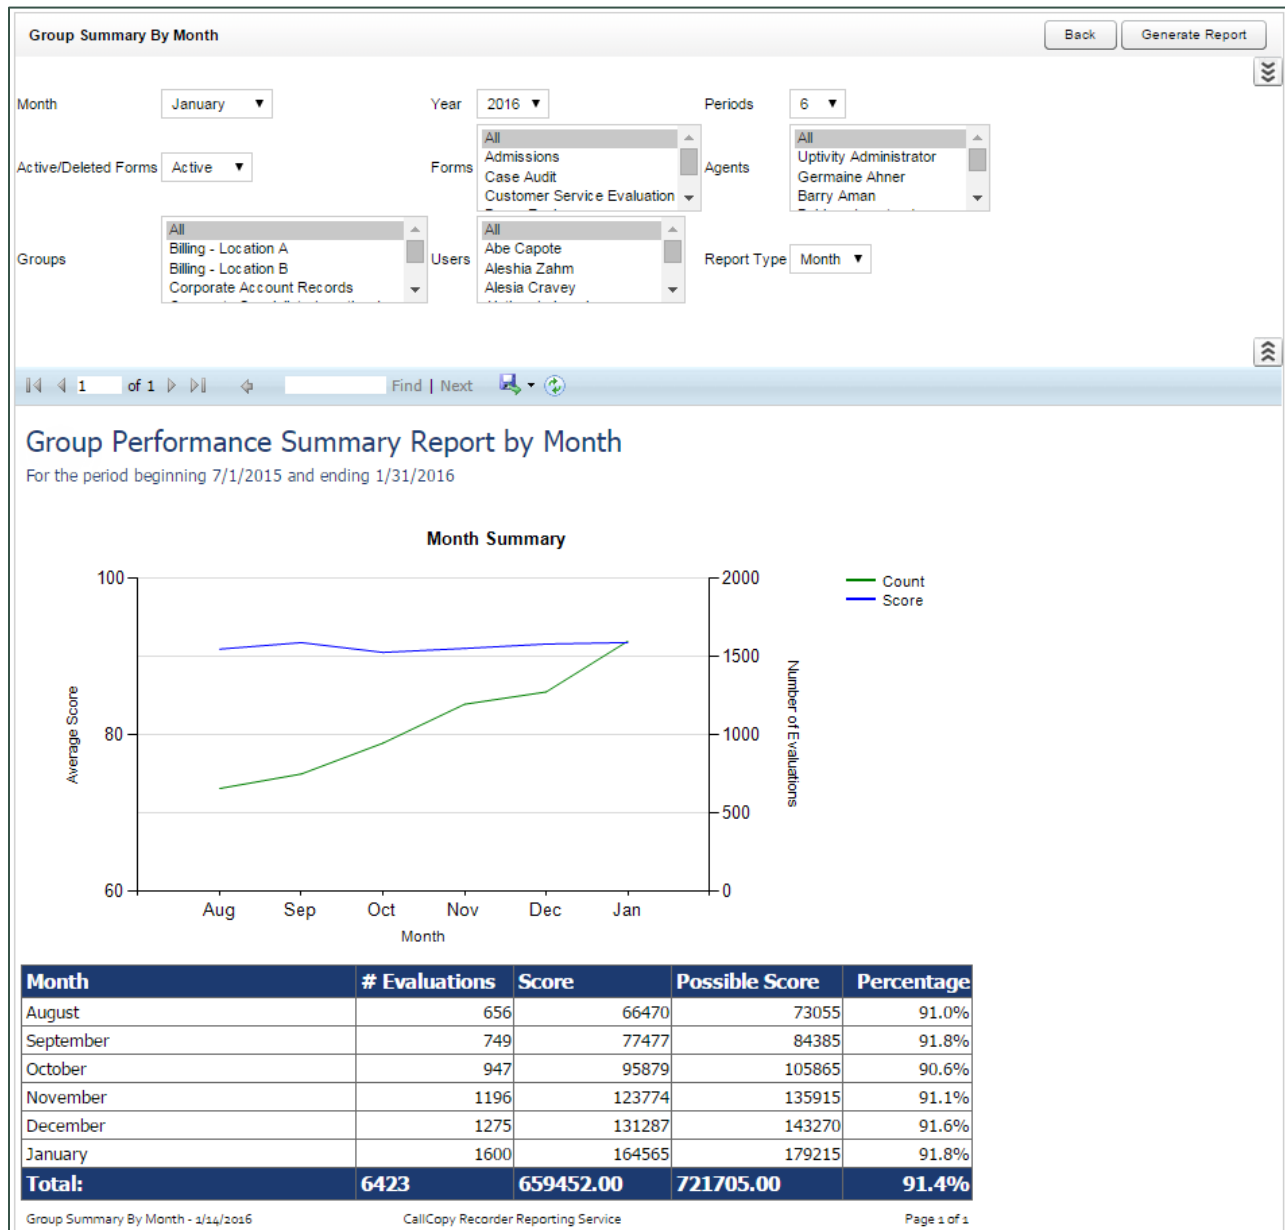 Group Summary By Month
Back
Generate Report
Month January
Year 2016
Periods 6
Active/Deleted Forms Active
Forms
All
Admissions
Case Audit
Customer Service Evaluation
Agents
All
Uptivity Administrator
Germaine Ahner
Barry Aman
Groups
All
Billing - Location A
Billing - Location B
Corporate Account Records
Users
All
Abe Capote
Aleshia Zahm
Alesia Cravey
Report Type Month
1 of 1 Find | Next
Group Performance Summary Report by Month
For the period beginning 7/1/2015 and ending 1/31/2016
Month Summary
Count
Score
100
80
60
Average Score
2000
1500
1000
500
0
Number of Evaluations
Aug Sep Oct Nov Dec Jan
Month
Month # Evaluations Score Possible Score Percentage
August 656 66470 73055 91.0%
September 749 77477 84385 91.8%
October 947 95879 105865 90.6%
November 1196 123774 135915 91.1%
December 1275 131287 143270 91.6%
January 1600 164565 179215 91.8%
Total: 6423 659452.00 721705.00 91.4%
Group Summary By Month - 1/14/2016 CallCopy Recorder Reporting Service Page 1 of 1